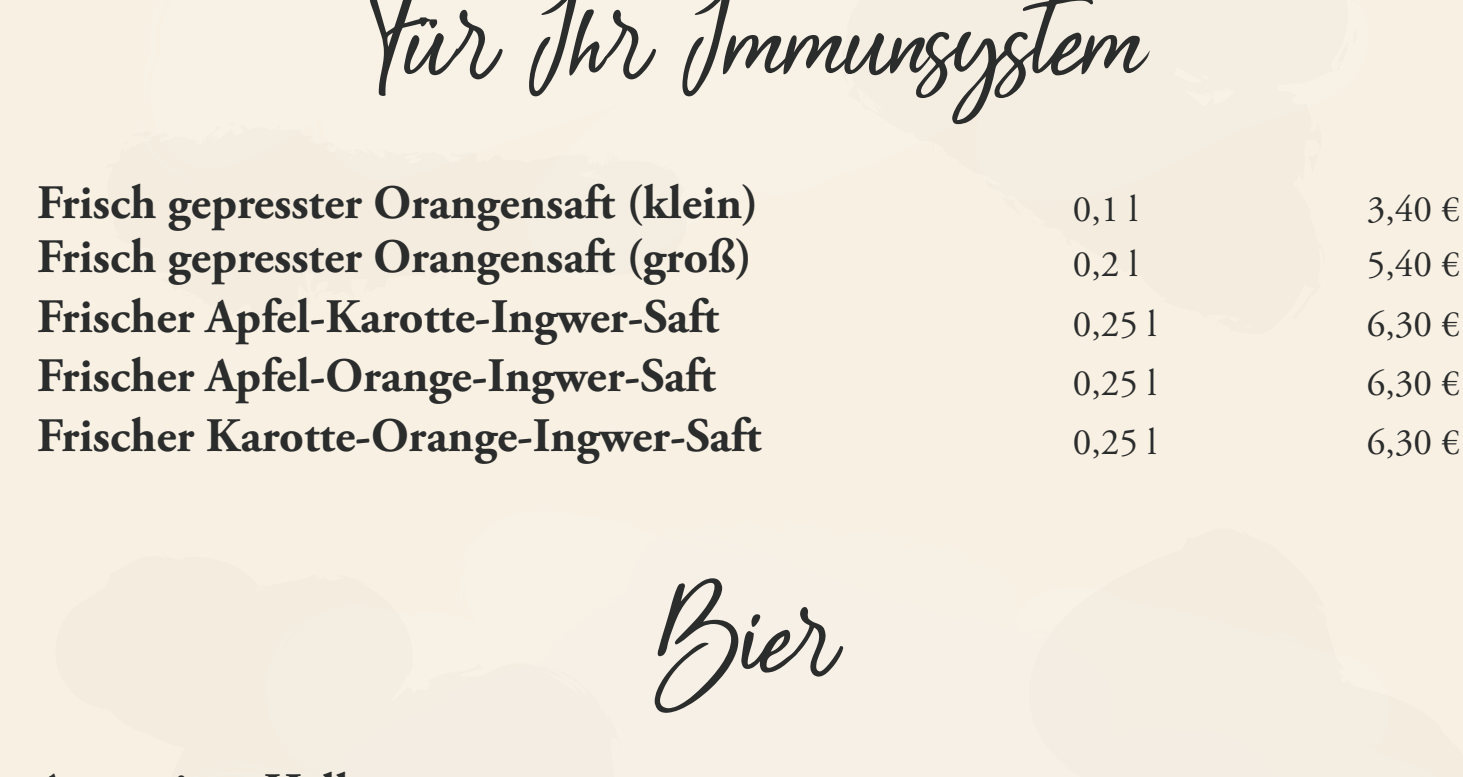 Für Ihr Immunsystem
Frisch gepresster Orangensaft (klein) 0,1 l 3,40 €
Frisch gepresster Orangensaft (groß) 0,2 l 5,40 €
Frischer Apfel-Karotte-Ingwer-Saft 0,25 l 6,30 €
Frischer Apfel-Orange-Ingwer-Saft 0,25 l 6,30 €
Frischer Karotte-Orange-Ingwer-Saft 0,25 l 6,30 €
Bier